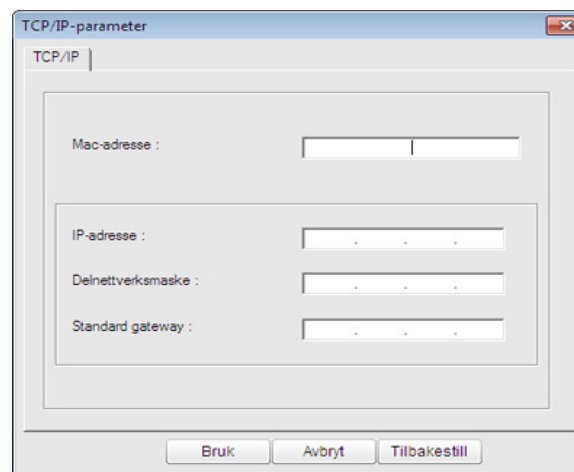 TCP/IP-parameter
TCP/IP
Mac-adresse :
IP-adresse :
. . .
Delnettverksmaske :
. . .
Standard gateway :
. . .
Bruk Avbryt Tilbakestill